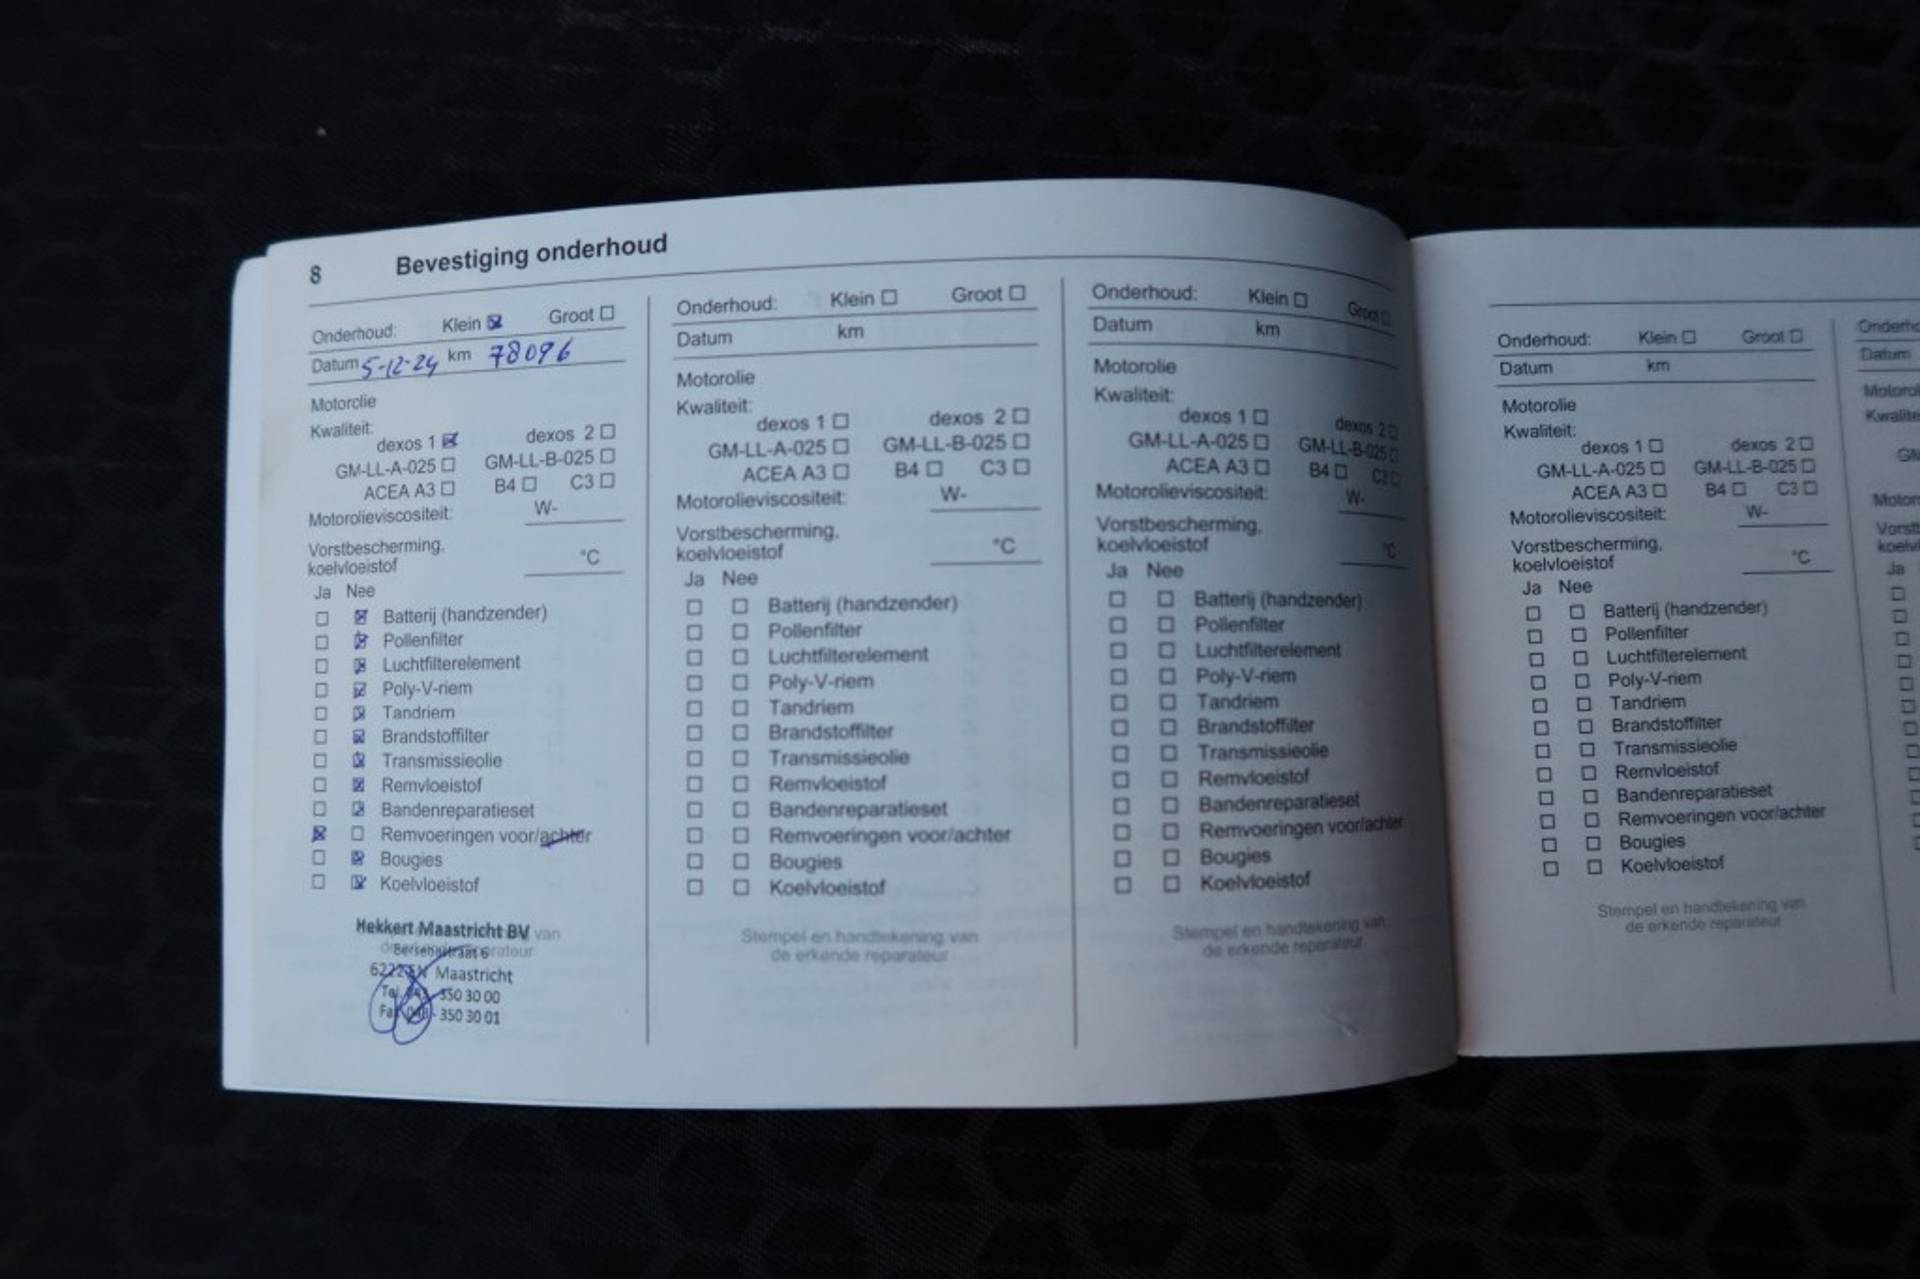 8 Bevestiging onderhoud
Onderhoud: Klein Groot
Datum 5-12-24 km 78096
Motorolie
Kwaliteit:
dexos 1 dexos 2
GM-LL-A-025 GM-LL-B-025
ACEA A3 B4 C3
Motorolieviscositeit: W-
Vorstbescherming,
koelvloeistof °C
Ja Nee
Batterij (handzender)
Pollenfilter
Luchtfilterelement
Poly-V-riem
Tandriem
Brandstoffilter
Transmissieolie
Remvloeistof
Bandenreparatieset
Remvoeringen voor/achter
Bougies
Koelvloeistof
Hekkert Maastricht BV van
Maastricht
350 30 00
350 30 01
Onderhoud: Klein Groot
Datum km
Motorolie
Kwaliteit:
dexos 1 dexos 2
GM-LL-A-025 GM-LL-B-025
ACEA A3 B4 C3
Motorolieviscositeit: W-
Vorstbescherming,
koelvloeistof °C
Ja Nee
Batterij (handzender)
Pollenfilter
Luchtfilterelement
Poly-V-riem
Tandriem
Brandstoffilter
Transmissieolie
Remvloeistof
Bandenreparatieset
Remvoeringen voor/achter
Bougies
Koelvloeistof
Stempel en handtekening van
de erkende reparateur
Onderhoud: Klein Groot
Datum km
Motorolie
Kwaliteit:
dexos 1 dexos 2
GM-LL-A-025 GM-LL-B-025
ACEA A3 B4 C3
Motorolieviscositeit: W-
Vorstbescherming,
koelvloeistof °C
Ja Nee
Batterij (handzender)
Pollenfilter
Luchtfilterelement
Poly-V-riem
Tandriem
Brandstoffilter
Transmissieolie
Remvloeistof
Bandenreparatieset
Remvoeringen voor/achter
Bougies
Koelvloeistof
Stempel en handtekening van
de erkende reparateur
Onderhoud: Klein Groot
Datum km
Motorolie
Kwaliteit:
dexos 1 dexos 2
GM-LL-A-025 GM-LL-B-025
ACEA A3 B4 C3
Motorolieviscositeit: W-
Vorstbescherming,
koelvloeistof °C
Ja Nee
Batterij (handzender)
Pollenfilter
Luchtfilterelement
Poly-V-riem
Tandriem
Brandstoffilter
Transmissieolie
Remvloeistof
Bandenreparatieset
Remvoeringen voor/achter
Bougies
Koelvloeistof
Stempel en handtekening van
de erkende reparateur
Datum
Ja